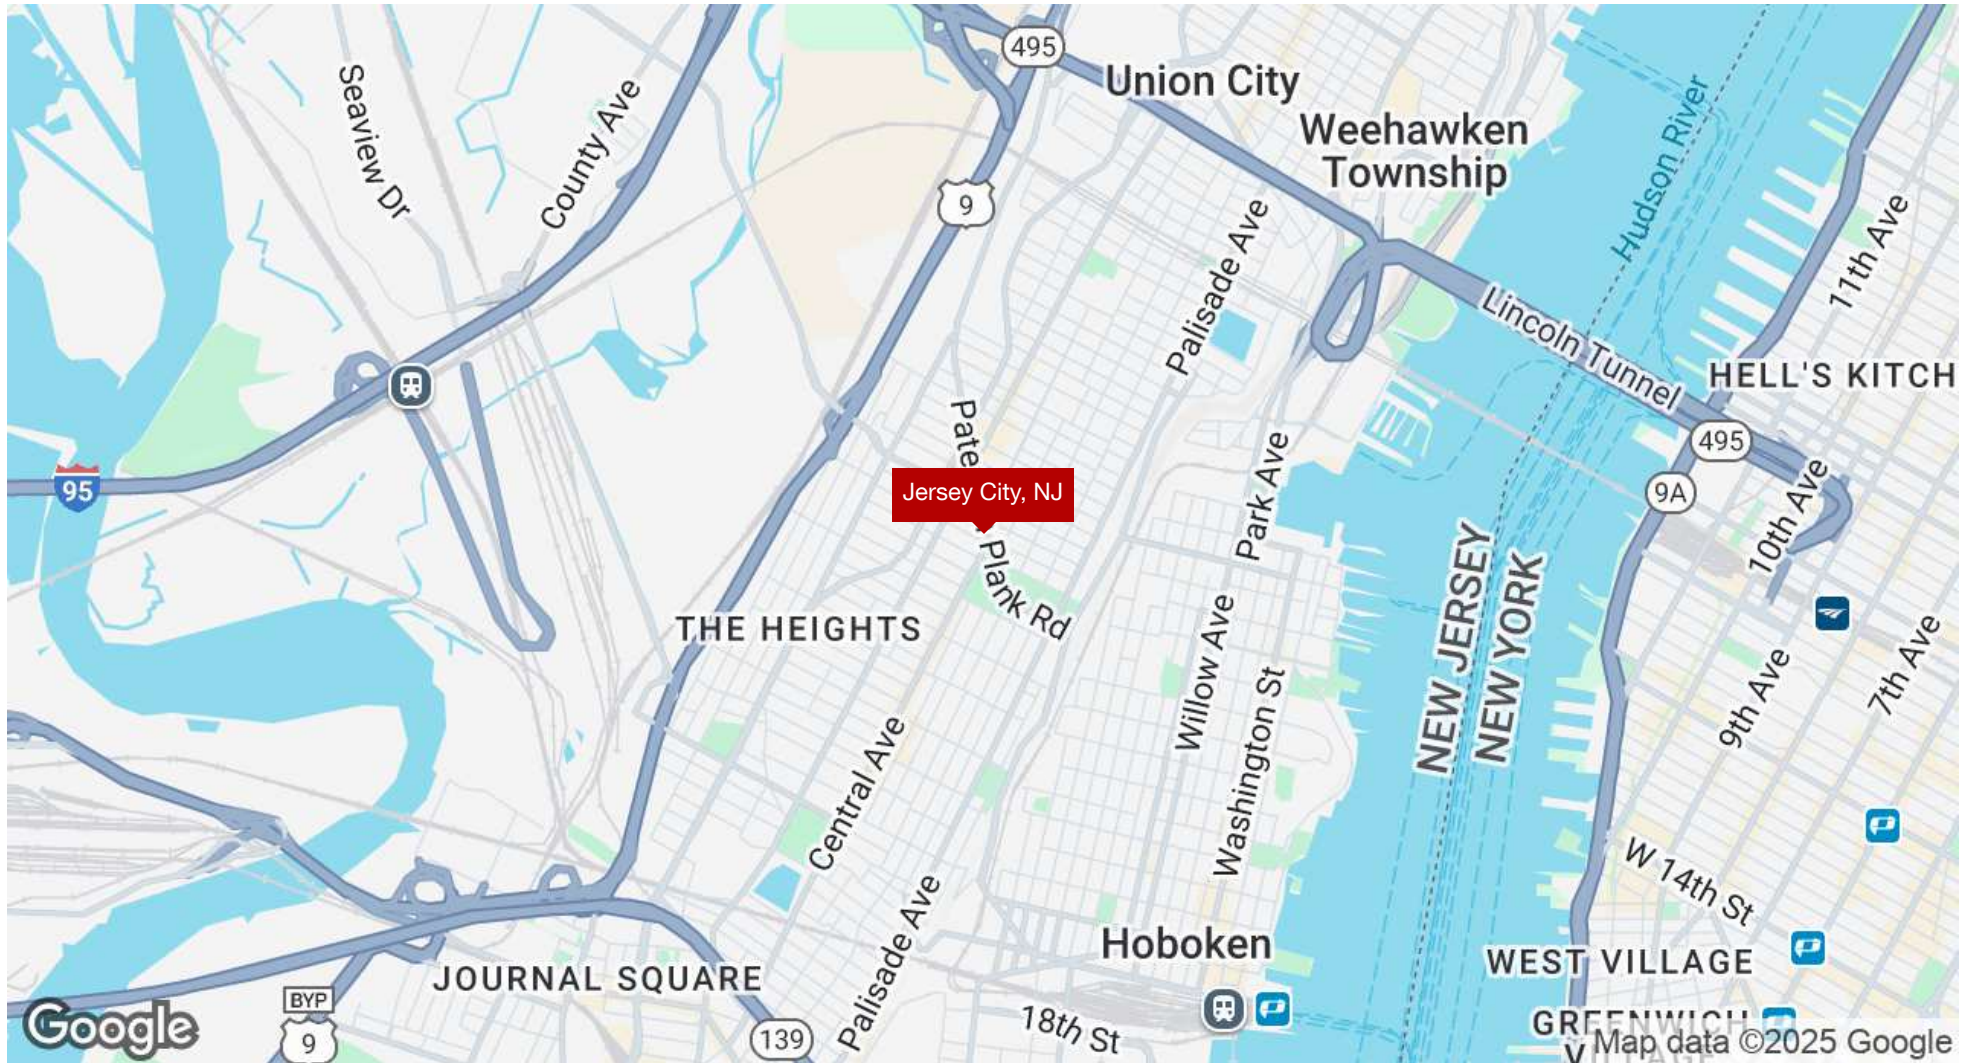 495
Union City
Weehawken
Township
Seaview Dr
County Ave
Hudson River
9
Palisade Ave
11th Ave
Lincoln Tunnel
HELL'S KITCH
Pate
495
95
Jersey City, NJ
9A
Park Ave
10th Ave
Plank Rd
NEW JERSEY
NEW YORK
THE HEIGHTS
Willow Ave
9th Ave
7th Ave
Washington St
Central Ave
W 14th St
Palisade Ave
Hoboken
WEST VILLAGE
JOURNAL SQUARE
BYP
9
139
18th St
GREENWICH
Google
Map data ©2025 Google